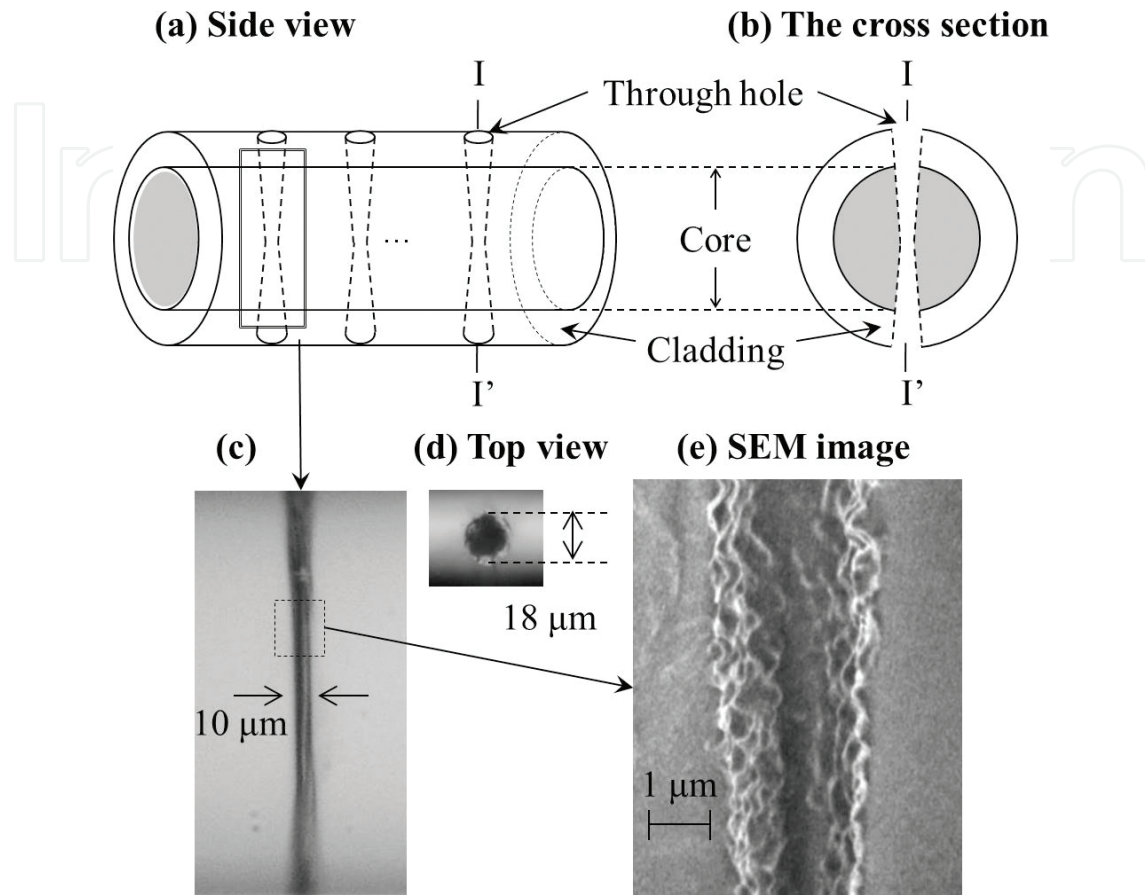 (a) Side view
(b) The cross section
I
I
Through hole
Core
...
Cladding
I’
I’
(c)
(d) Top view
(e) SEM image
18 μm
10 μm
1 μm